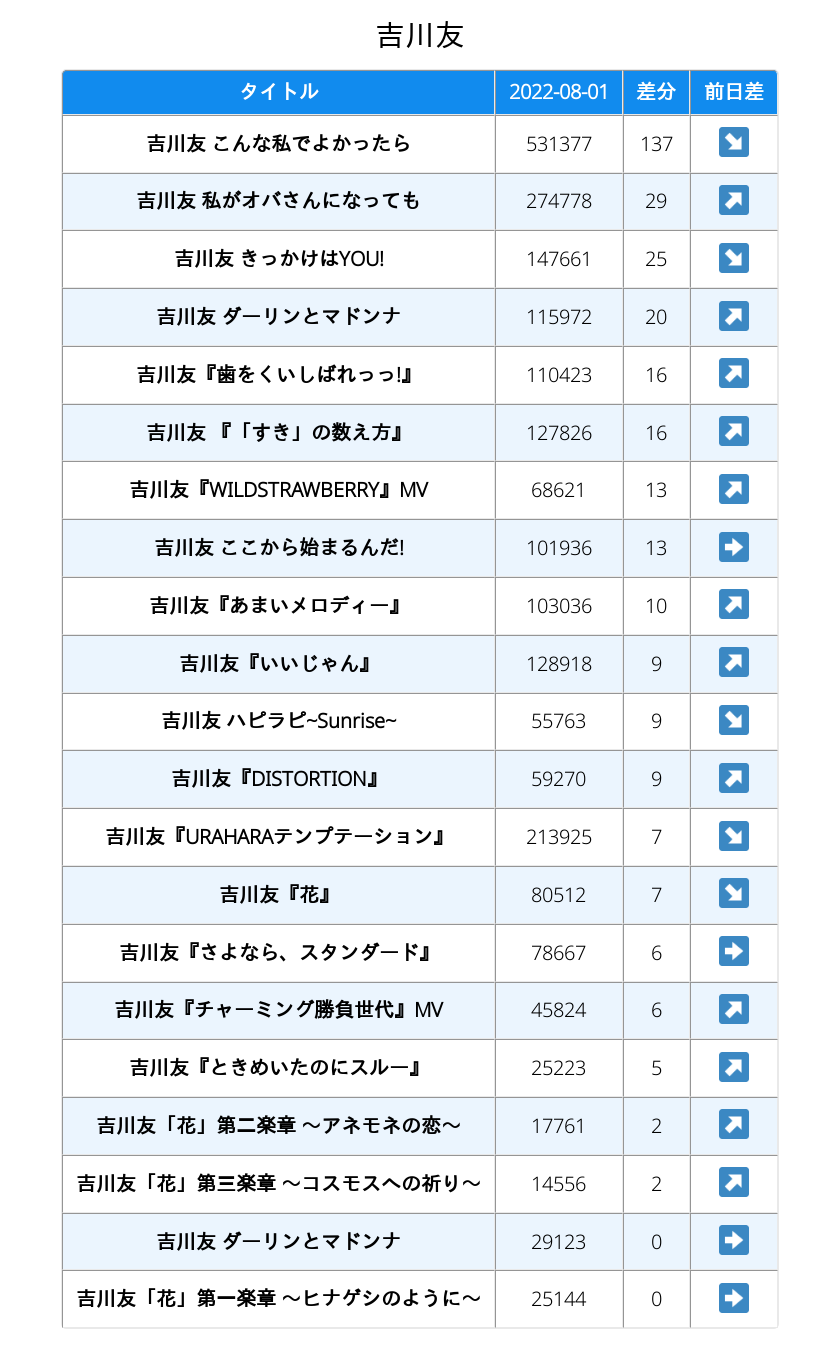 吉川友
タイトル 2022-08-01 差分 前日差
吉川友 こんな私でよかったら 531377 137 ↘
吉川友 私がオバさんになっても 274778 29 ↗
吉川友 きっかけはYOU! 147661 25 ↘
吉川友 ダーリンとマドンナ 115972 20 ↗
吉川友『歯をくいしばれっっ!』 110423 16 ↗
吉川友 『「すき」の数え方』 127826 16 ↗
吉川友『WILDSTRAWBERRY』MV 68621 13 ↗
吉川友 ここから始まるんだ! 101936 13 ➡
吉川友『あまいメロディー』 103036 10 ↗
吉川友『いいじゃん』 128918 9 ↗
吉川友 ハピラピ~Sunrise~ 55763 9 ↘
吉川友『DISTORTION』 59270 9 ↗
吉川友『URAHARAテンプテーション』 213925 7 ↘
吉川友『花』 80512 7 ↘
吉川友『さよなら、スタンダード』 78667 6 ➡
吉川友『チャーミング勝負世代』MV 45824 6 ↗
吉川友『ときめいたのにスルー』 25223 5 ↗
吉川友「花」第二楽章 〜アネモネの恋〜 17761 2 ↗
吉川友「花」第三楽章 〜コスモスへの祈り〜 14556 2 ↗
吉川友 ダーリンとマドンナ 29123 0 ➡
吉川友「花」第一楽章 〜ヒナゲシのように〜 25144 0 ➡